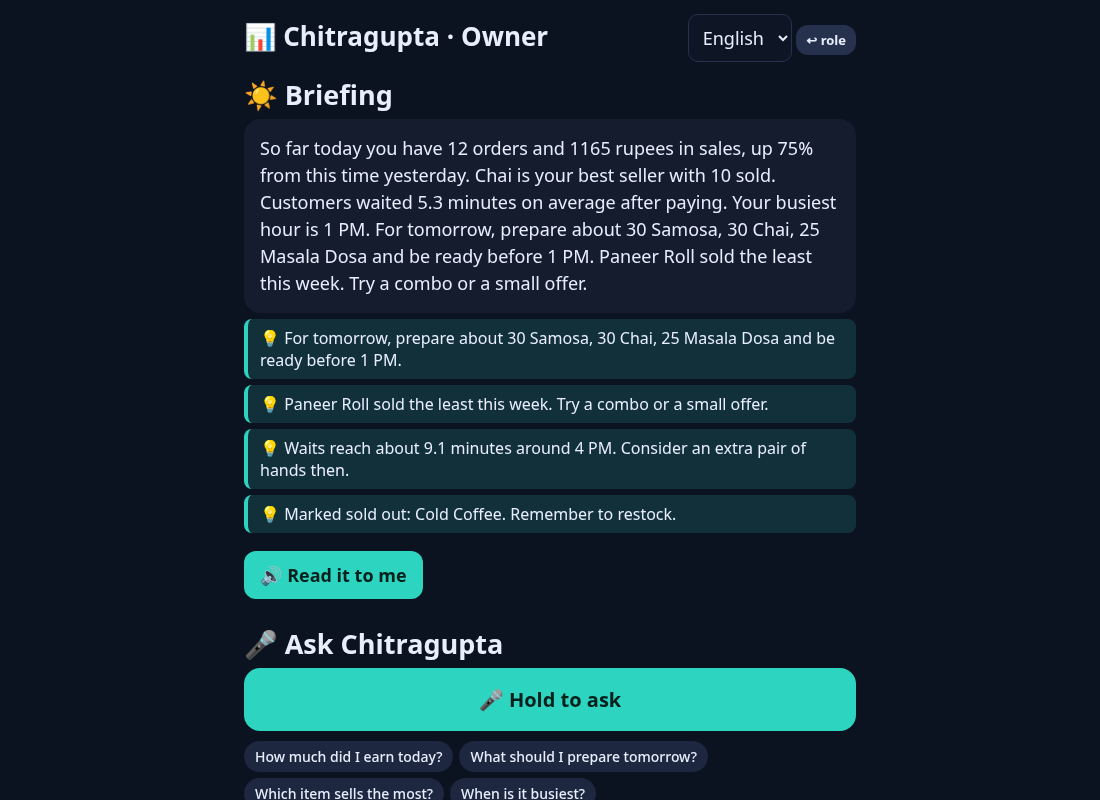 📊 Chitragupta · Owner
English
↩ role
☀️ Briefing
So far today you have 12 orders and 1165 rupees in sales, up 75%
from this time yesterday. Chai is your best seller with 10 sold.
Customers waited 5.3 minutes on average after paying. Your busiest
hour is 1 PM. For tomorrow, prepare about 30 Samosa, 30 Chai, 25
Masala Dosa and be ready before 1 PM. Paneer Roll sold the least
this week. Try a combo or a small offer.
💡 For tomorrow, prepare about 30 Samosa, 30 Chai, 25 Masala Dosa and be
ready before 1 PM.
💡 Paneer Roll sold the least this week. Try a combo or a small offer.
💡 Waits reach about 9.1 minutes around 4 PM. Consider an extra pair of
hands then.
💡 Marked sold out: Cold Coffee. Remember to restock.
🔊 Read it to me
🎤 Ask Chitragupta
🎤 Hold to ask
How much did I earn today?
What should I prepare tomorrow?
Which item sells the most?
When is it busiest?